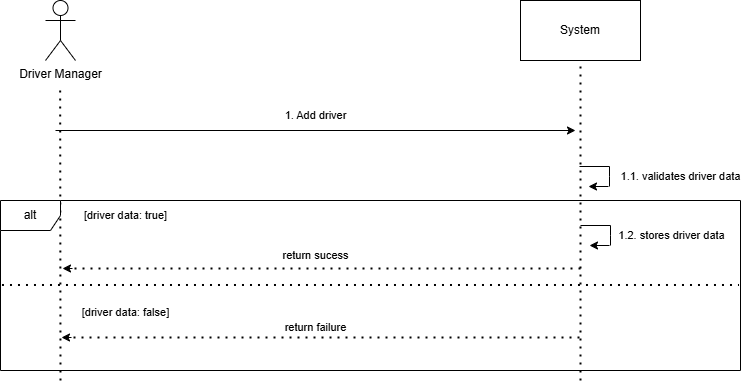 System
Driver Manager
1. Add driver
1.1. validates driver data
alt
[driver data: true]
1.2. stores driver data
return sucess
[driver data: false]
return failure